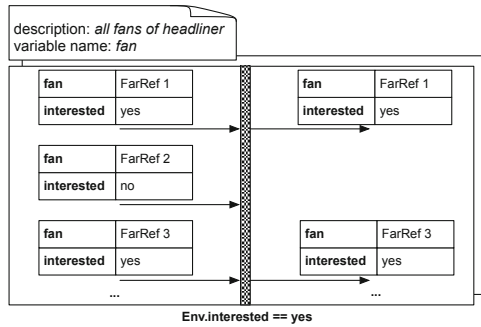 description: all fans of headliner
variable name: fan
fan FarRef 1
interested yes
fan FarRef 1
interested yes
fan FarRef 2
interested no
fan FarRef 3
interested yes
fan FarRef 3
interested yes
...
...
Env.interested == yes